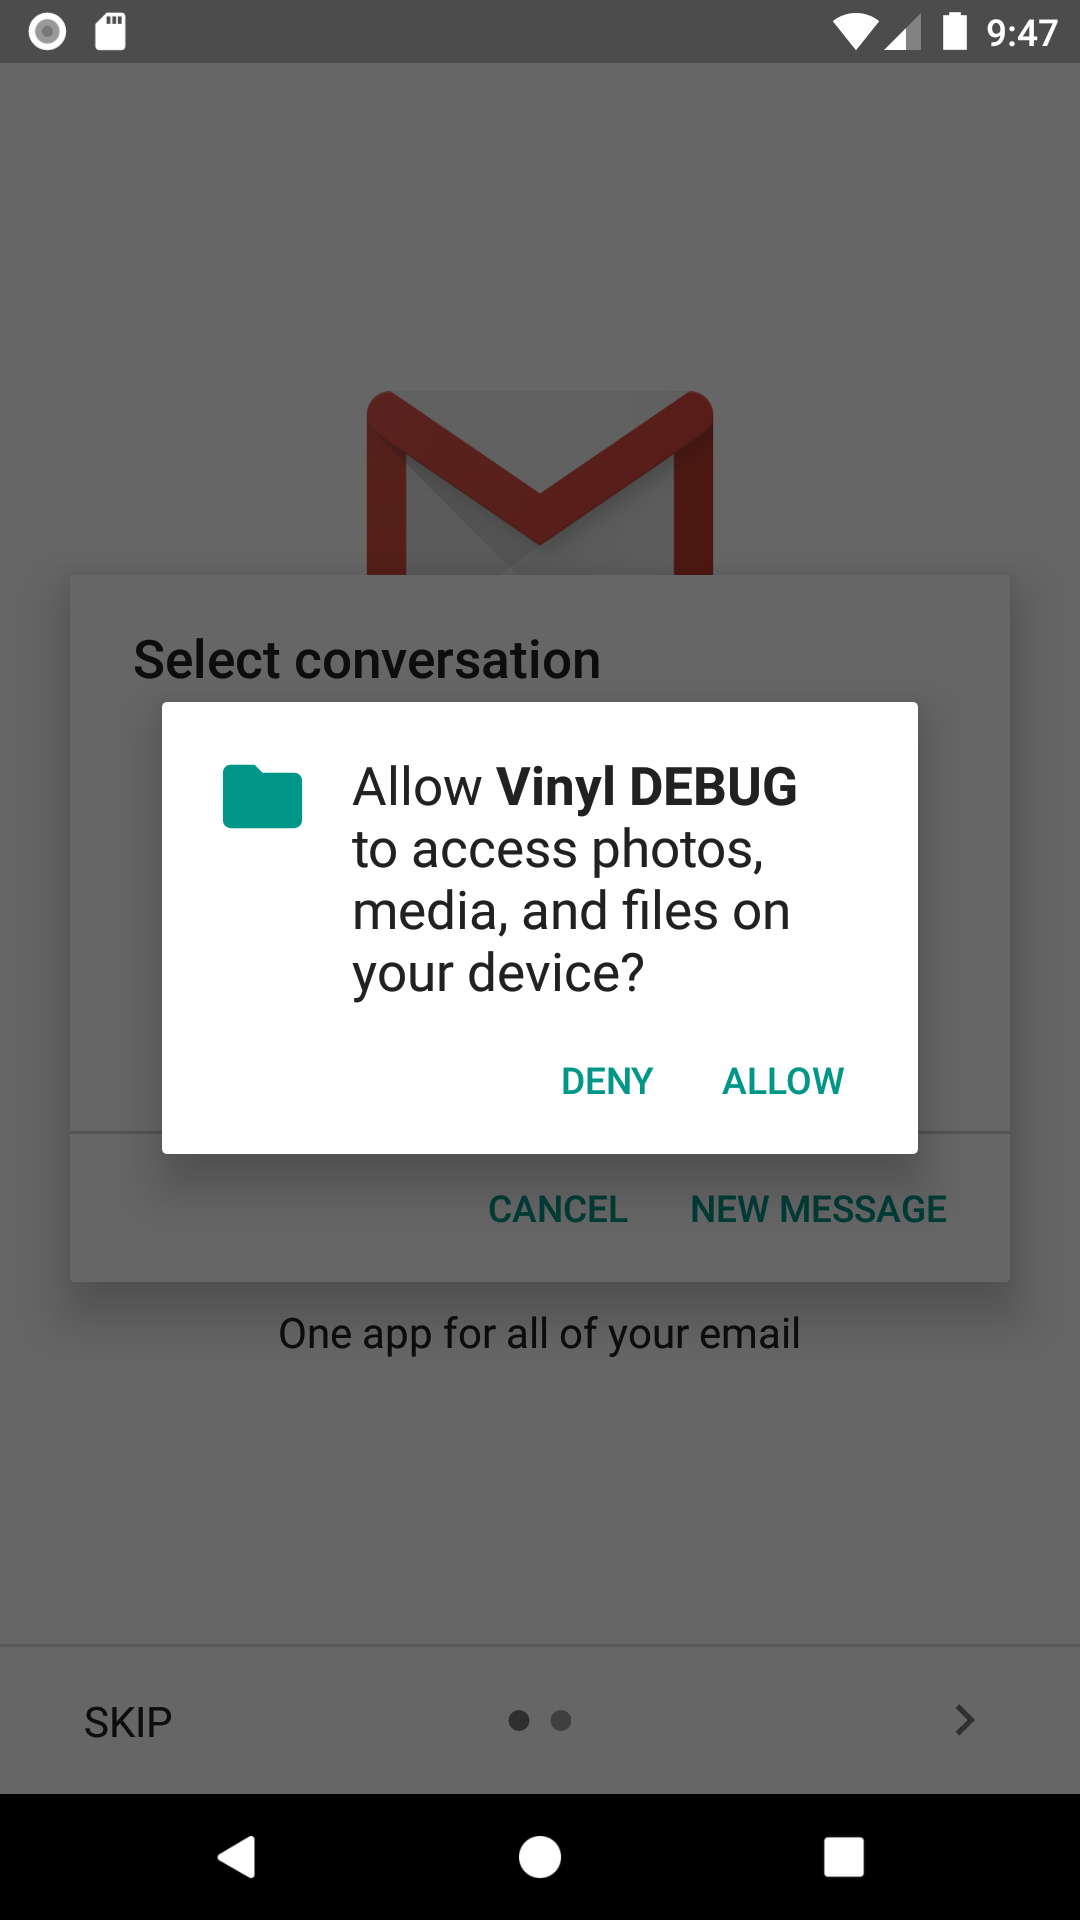 9:47
Select conversation
Allow Vinyl DEBUG
to access photos,
media, and files on
your device?
DENY ALLOW
CANCEL NEW MESSAGE
One app for all of your email
SKIP